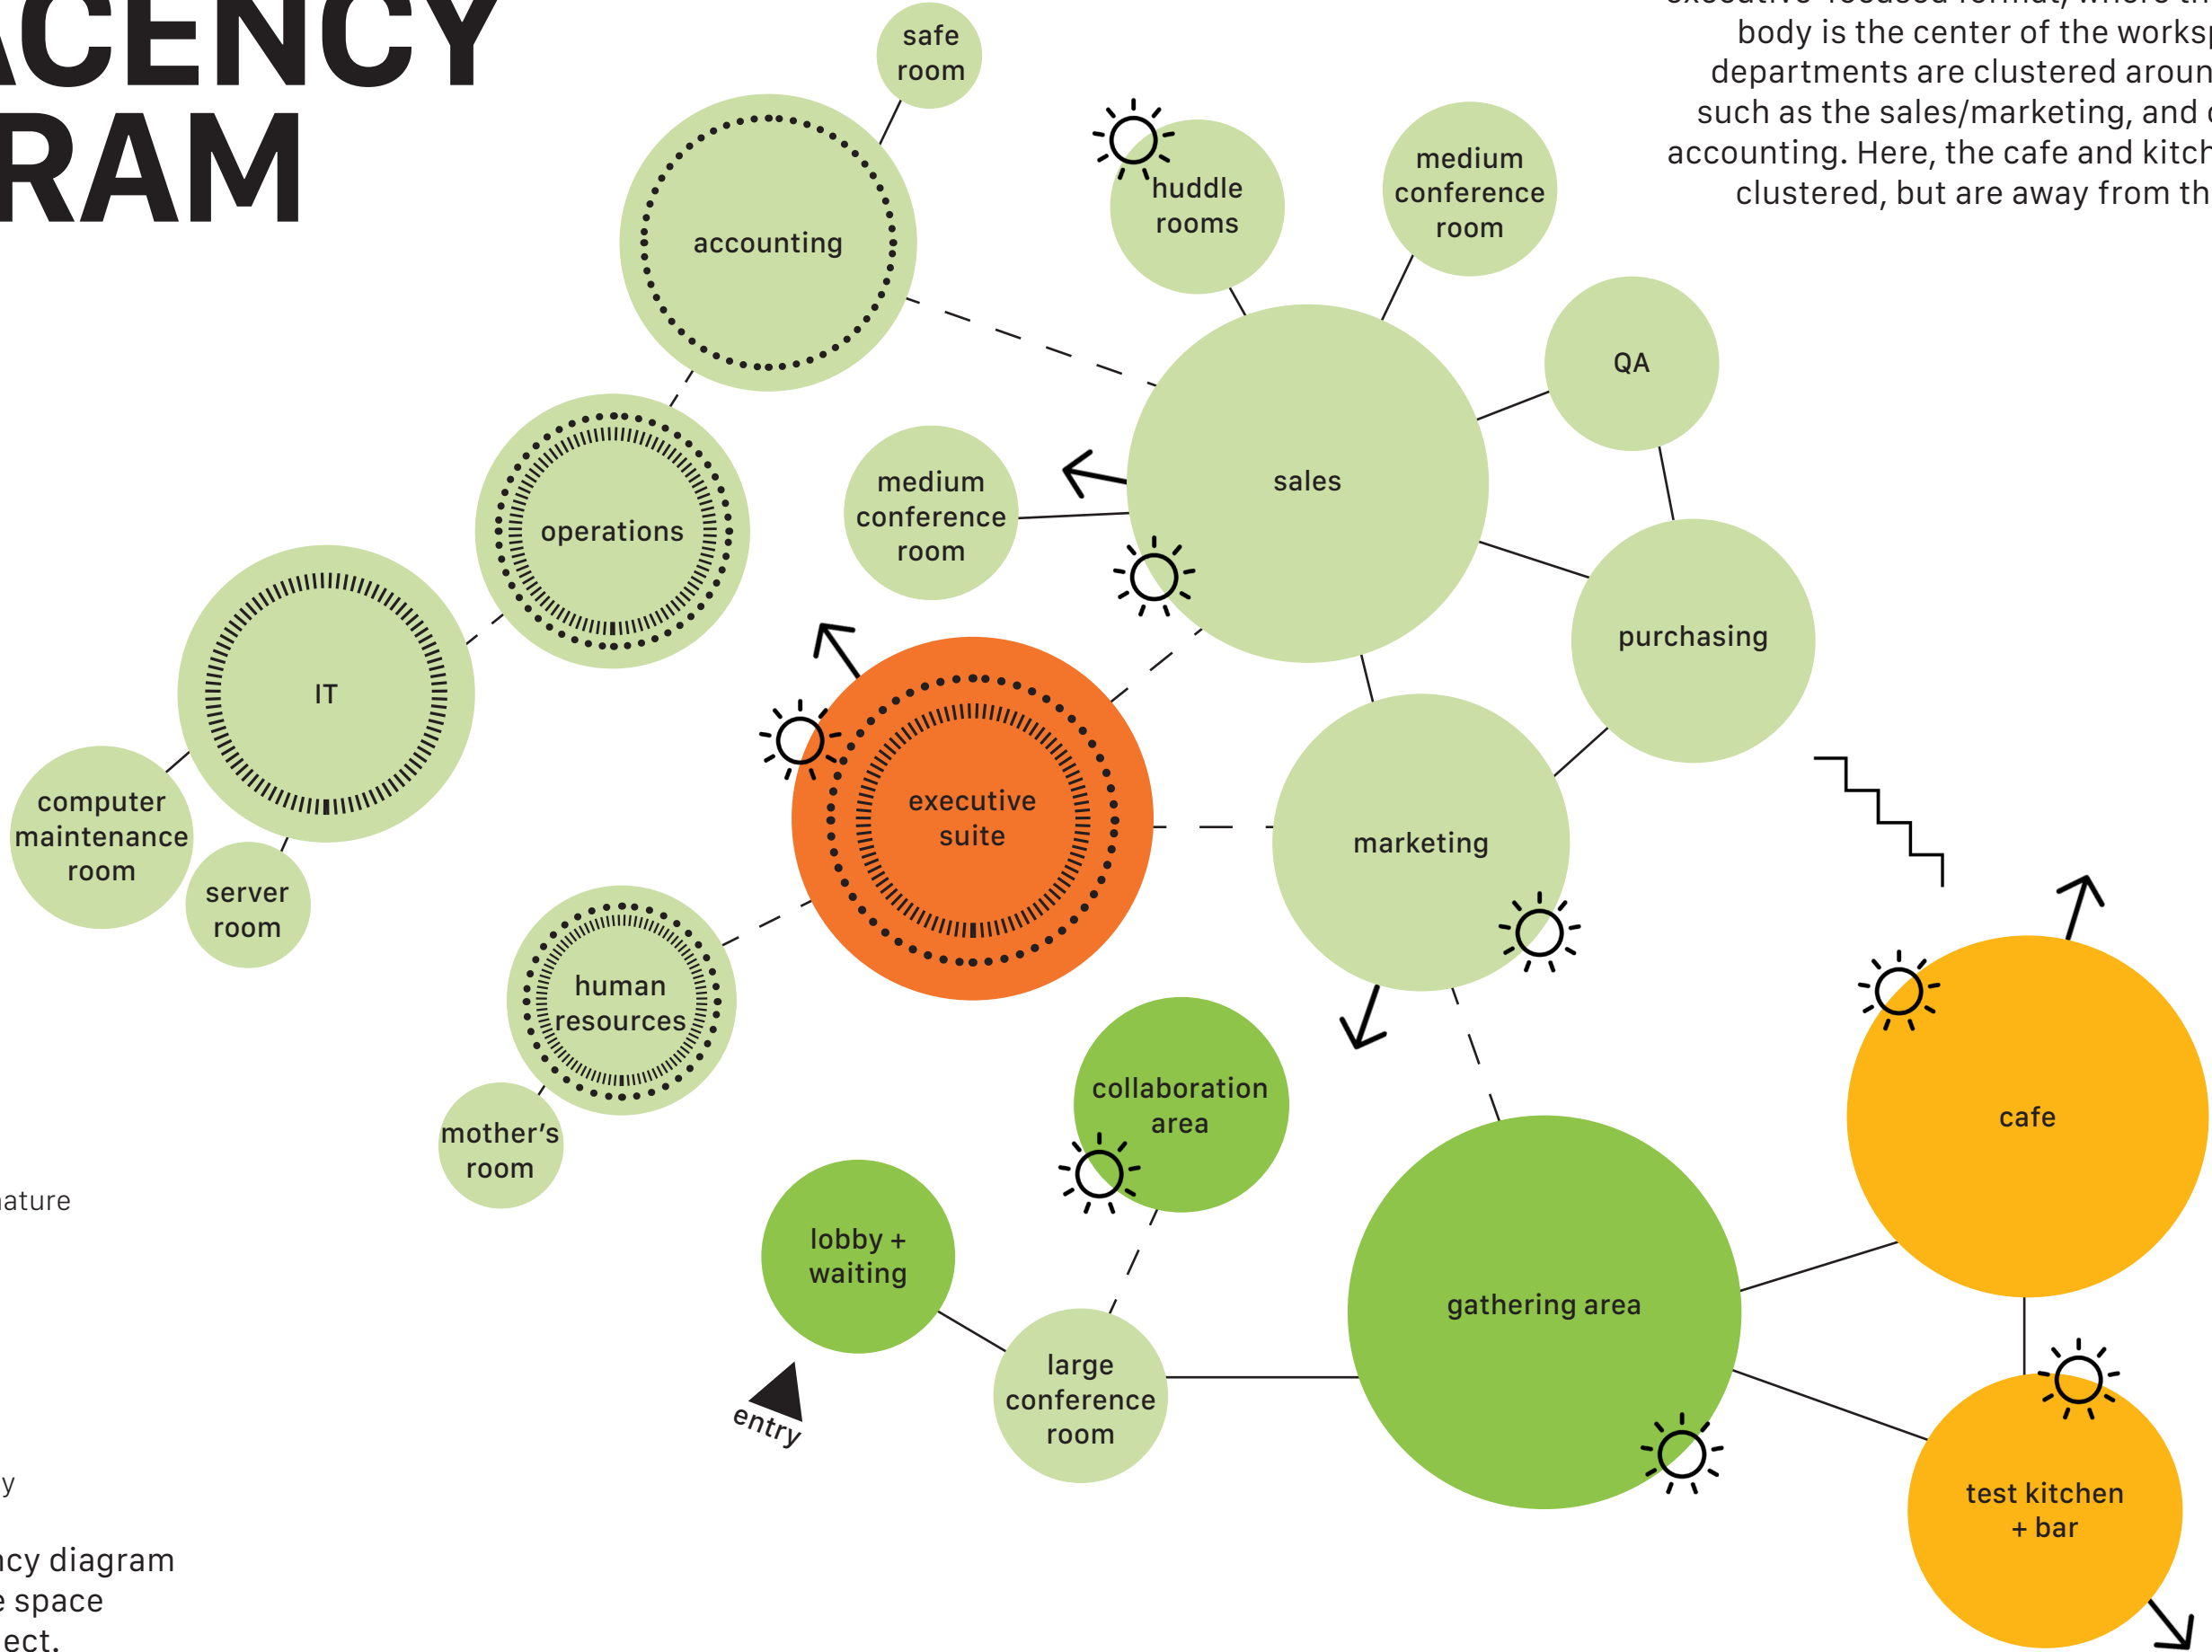 ACENCY
RAM
body is the center of the worksp
departments are clustered aroun
such as the sales/marketing, and
accounting. Here, the cafe and kitch
clustered, but are away from th
safe
room
accounting
huddle
rooms
medium
conference
room
QA
sales
medium
conference
room
operations
purchasing
IT
computer
maintenance
room
server
room
executive
suite
marketing
human
resources
mother's
room
collaboration
area
cafe
lobby +
waiting
gathering area
entry
large
conference
room
test kitchen
+ bar
ature
y
cy diagram
e space
ect.